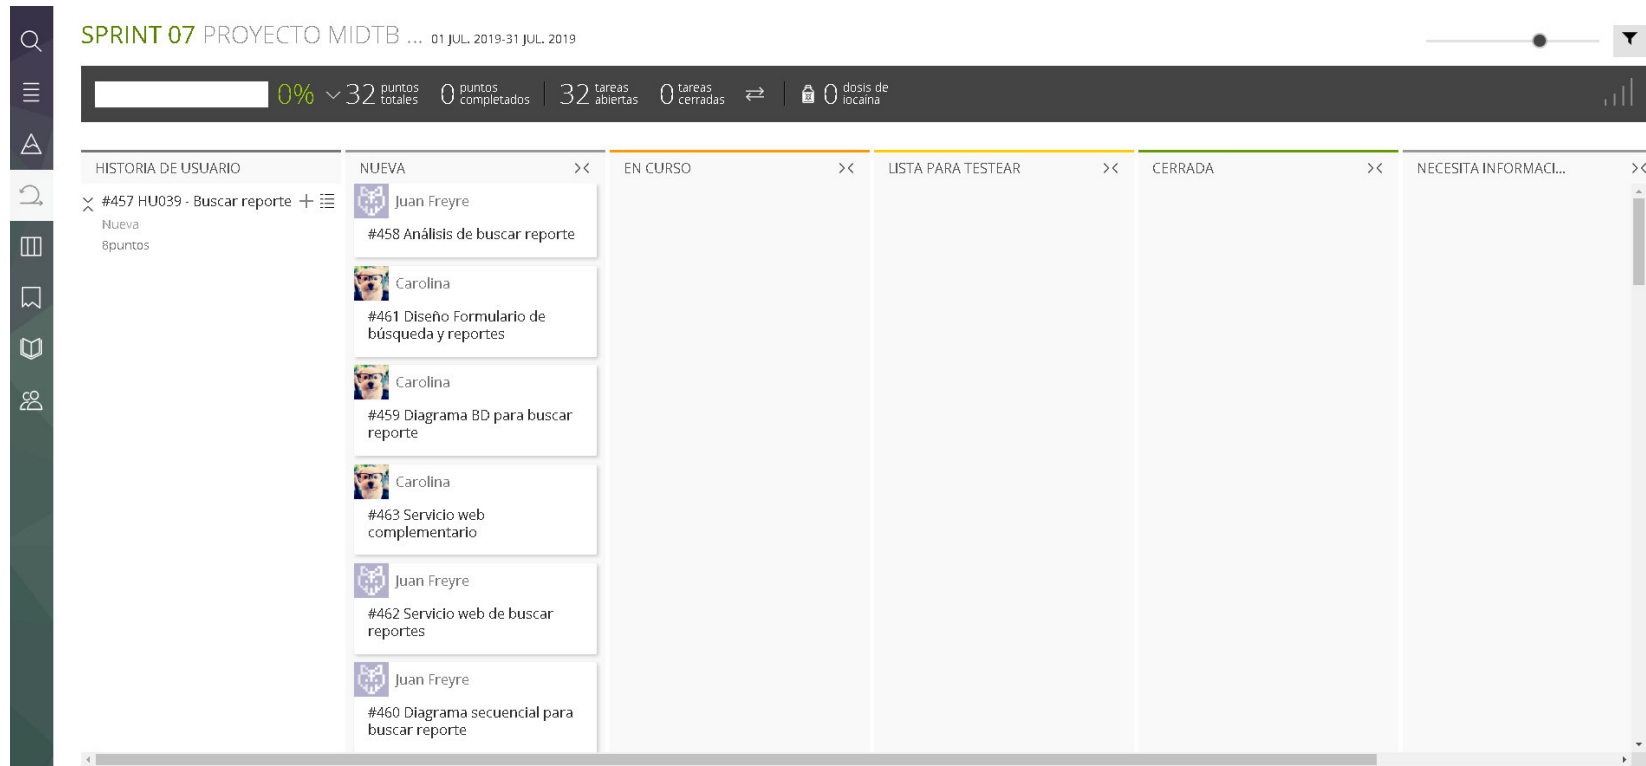 SPRINT 07 PROYECTO MIDTB ... 01 JUL. 2019-31 JUL. 2019
0% 32 puntos totales 0 puntos completados 32 tareas abiertas 0 tareas cerradas 0 dosis de iocaína
HISTORIA DE USUARIO
NUEVA
EN CURSO
LISTA PARA TESTEAR
CERRADA
NECESITA INFORMACI...
#457 HU039 - Buscar reporte
Nueva
8puntos
Juan Freyre
#458 Análisis de buscar reporte
Carolina
#461 Diseño Formulario de
búsqueda y reportes
Carolina
#459 Diagrama BD para buscar
reporte
Carolina
#463 Servicio web
complementario
Juan Freyre
#462 Servicio web de buscar
reportes
Juan Freyre
#460 Diagrama secuencial para
buscar reporte